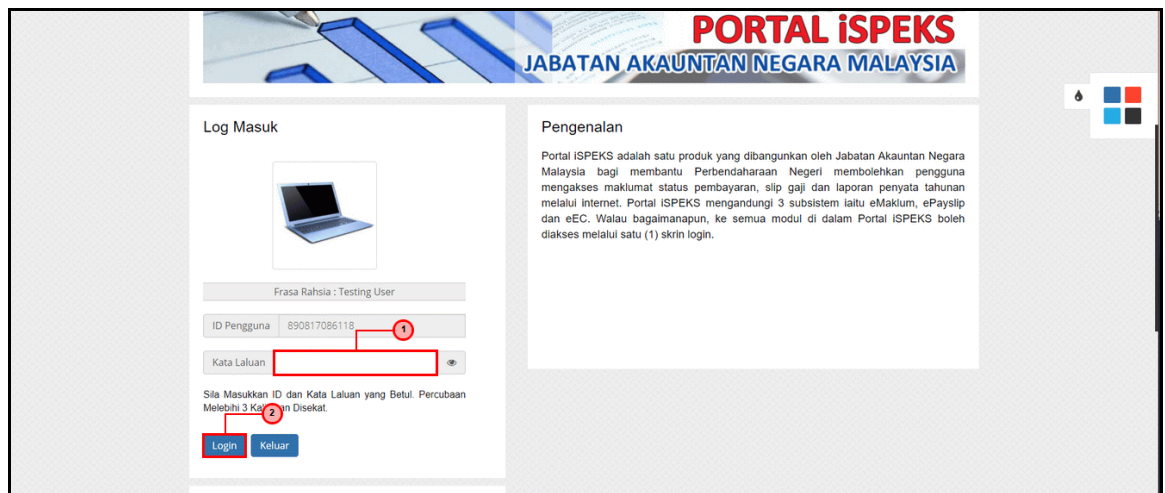 PORTAL iSPEKS
JABATAN AKAUNTAN NEGARA MALAYSIA
Log Masuk
Frasa Rahsia : Testing User
ID Pengguna 890817086118
1
Kata Laluan
Sila Masukkan ID dan Kata Laluan yang Betul. Percubaan
Melebihi 3 Disekat.
2
Login Keluar
Pengenalan
Portal iSPEKS adalah satu produk yang dibangunkan oleh Jabatan Akauntan Negara
Malaysia bagi membantu Perbendaharaan Negeri membolehkan pengguna
mengakses maklumat status pembayaran, slip gaji dan laporan penyata tahunan
melalui internet. Portal iSPEKS mengandungi 3 subsistem iaitu eMaklum, ePayslip
dan eEC. Walau bagaimanapun, ke semua modul di dalam Portal iSPEKS boleh
diakses melalui satu (1) skrin login.